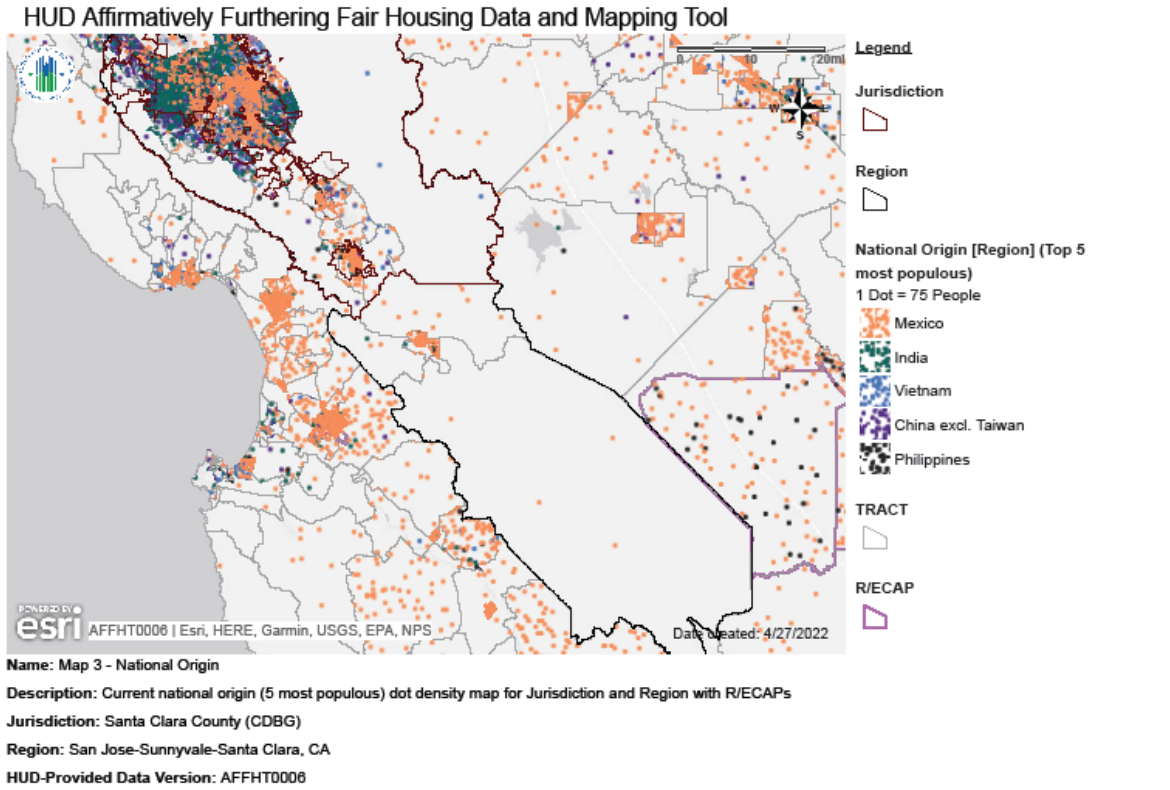 HUD Affirmatively Furthering Fair Housing Data and Mapping Tool
0 10 20mi
W
S
Legend
Jurisdiction
Region
National Origin [Region] (Top 5
most populous)
1 Dot = 75 People
Mexico
India
Vietnam
China excl. Taiwan
Philippines
TRACT
R/ECAP
POWERED BY
esri
AFFHT0006 | Esri, HERE, Garmin, USGS, EPA, NPS
Date created: 4/27/2022
Name: Map 3 - National Origin
Description: Current national origin (5 most populous) dot density map for Jurisdiction and Region with R/ECAPs
Jurisdiction: Santa Clara County (CDBG)
Region: San Jose-Sunnyvale-Santa Clara, CA
HUD-Provided Data Version: AFFHT0006